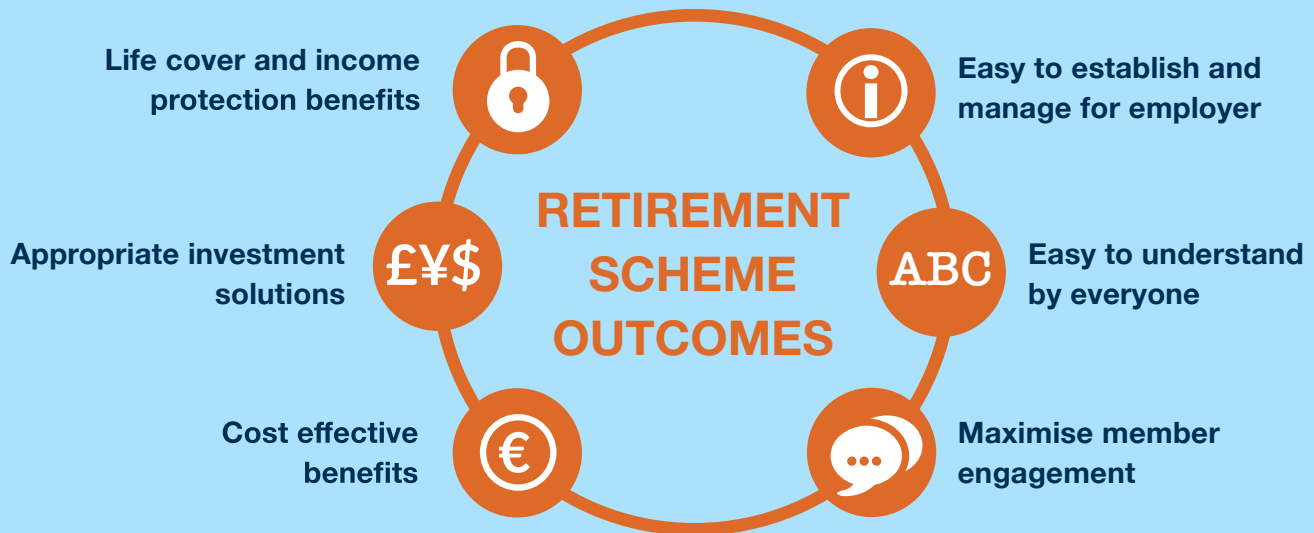 Life cover and income
protection benefits
Easy to establish and
manage for employer
RETIREMENT
SCHEME
OUTCOMES
Appropriate investment
solutions
£¥$
ABC
Easy to understand
by everyone
Cost effective
benefits
€
Maximise member
engagement